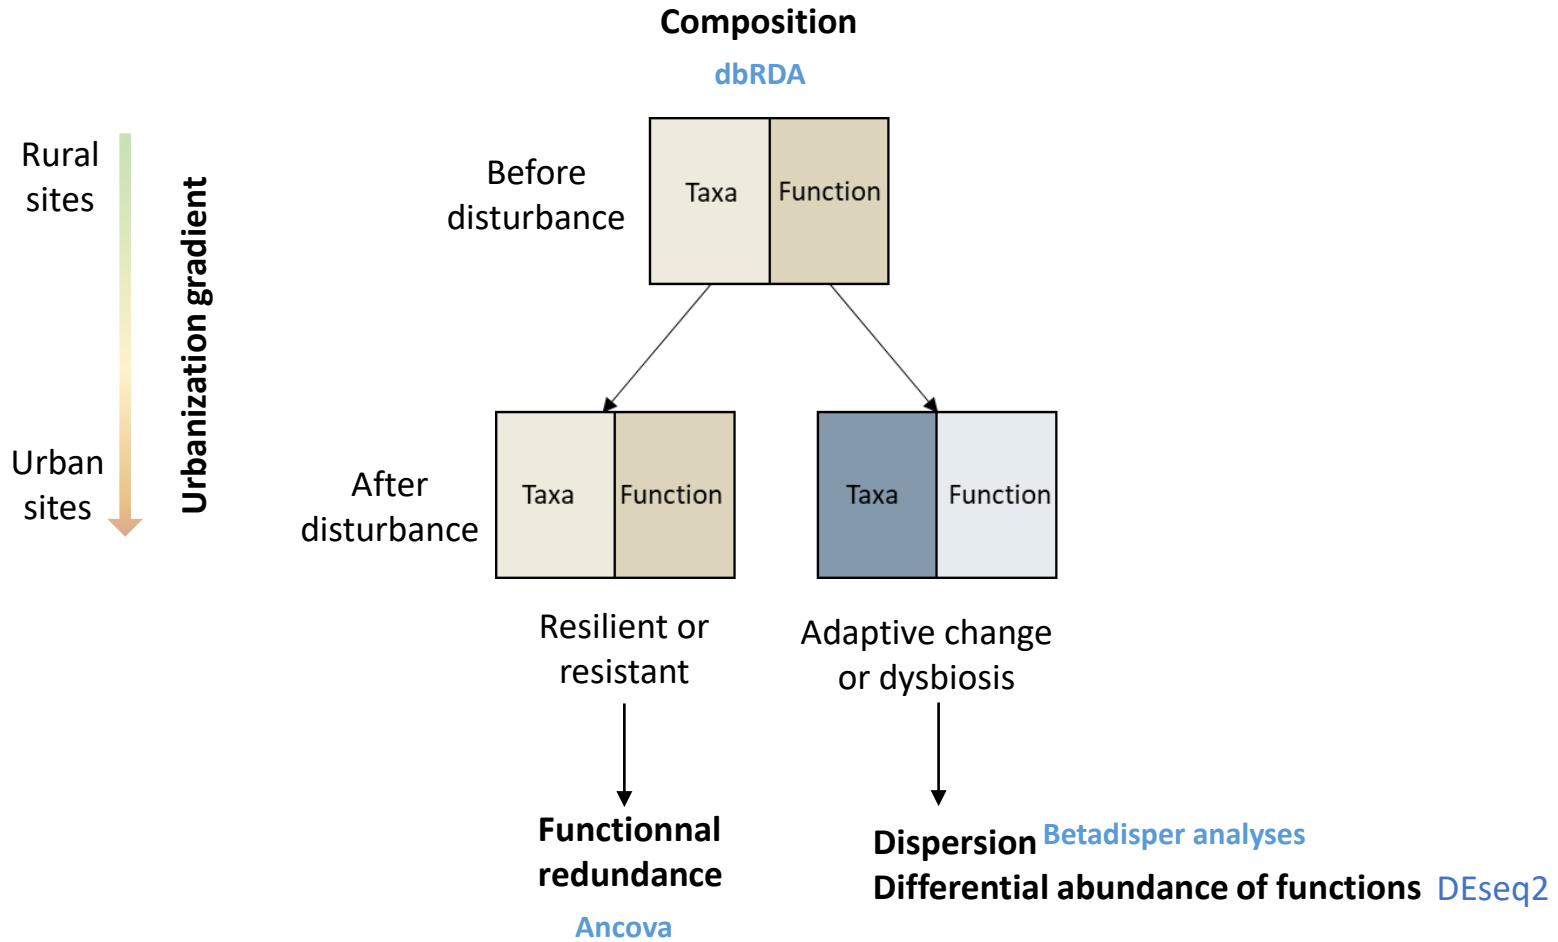 Composition
dbRDA
Rural
sites
Urbanization gradient
Urban
sites
Before
disturbance
Taxa
Function
After
disturbance
Taxa
Function
Taxa
Function
Resilient or
resistant
Adaptive change
or dysbiosis
Functionnal
redundance
Ancova
Dispersion Betadisper analyses
Differential abundance of functions DEseq2